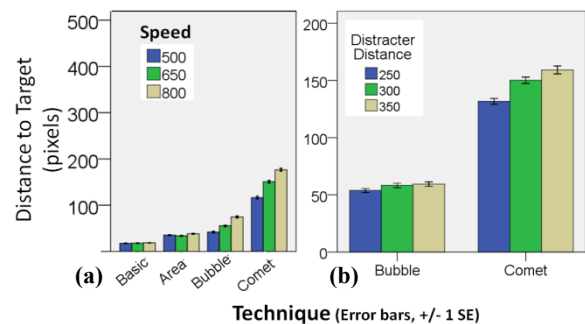 Distance to Target
(pixels)
500
400
300
200
100
Speed
500
650
800
Basic
Area
Bubble
Comet
(a)
200
150
100
50
0
Distracter
Distance
250
300
350
Bubble
Comet
(b)
Technique (Error bars, +/- 1 SE)